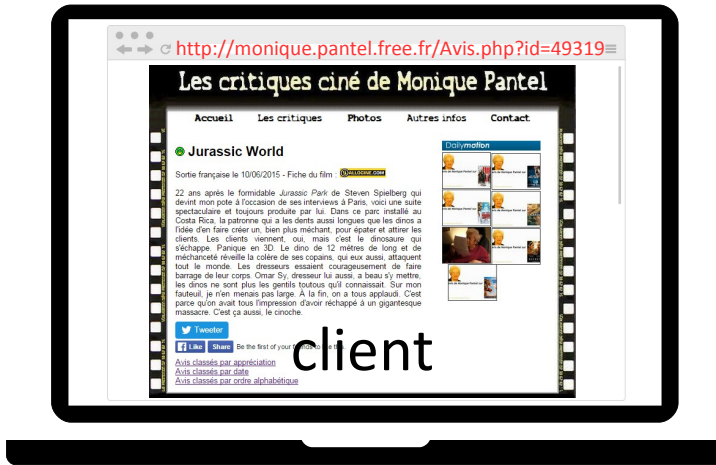 http://monique.pantel.free.fr/Avis.php?id=49319
Les critiques ciné de Monique Pantel
Accueil Les critiques Photos Autres infos Contact
Jurassic World
Dailymotion
Sortie française le 10/06/2015 - Fiche du film : ALLOCINE.COM
22 ans après le formidable Jurassic Park de Steven Spielberg qui
devint mon pote à l'occasion de ses interviews à Paris, voici une suite
spectaculaire et toujours produite par lui. Dans ce parc installé au
Costa Rica, la patronne qui a les dents aussi longues que les dinos a
l'idée d'en faire créer un, bien plus méchant, pour épater et attirer les
clients. Les clients viennent, oui, mais c'est le dinosaure qui
s'échappe. Panique en 3D. Le dino de 12 mètres de long et de
méchanceté réveille la colère de ses copains, qui eux aussi, attaquent
tout le monde. Les dresseurs essaient courageusement de faire
barrage de leur corps. Omar Sy, dresseur lui aussi, a beau s'y mettre,
les dinos ne sont plus les gentils toutous qu'il connaissait. Sur mon
fauteuil, je n'en menais pas large. À la fin, on a tous applaudi. C'est
parce qu'on avait tous l'impression d'avoir réchappé à un gigantesque
massacre. C'est ça aussi, le cinoche.
Tweeter
Like Share Be the first of your friends to like this.
client
Avis classés par appréciation
Avis classés par date
Avis classés par ordre alphabétique